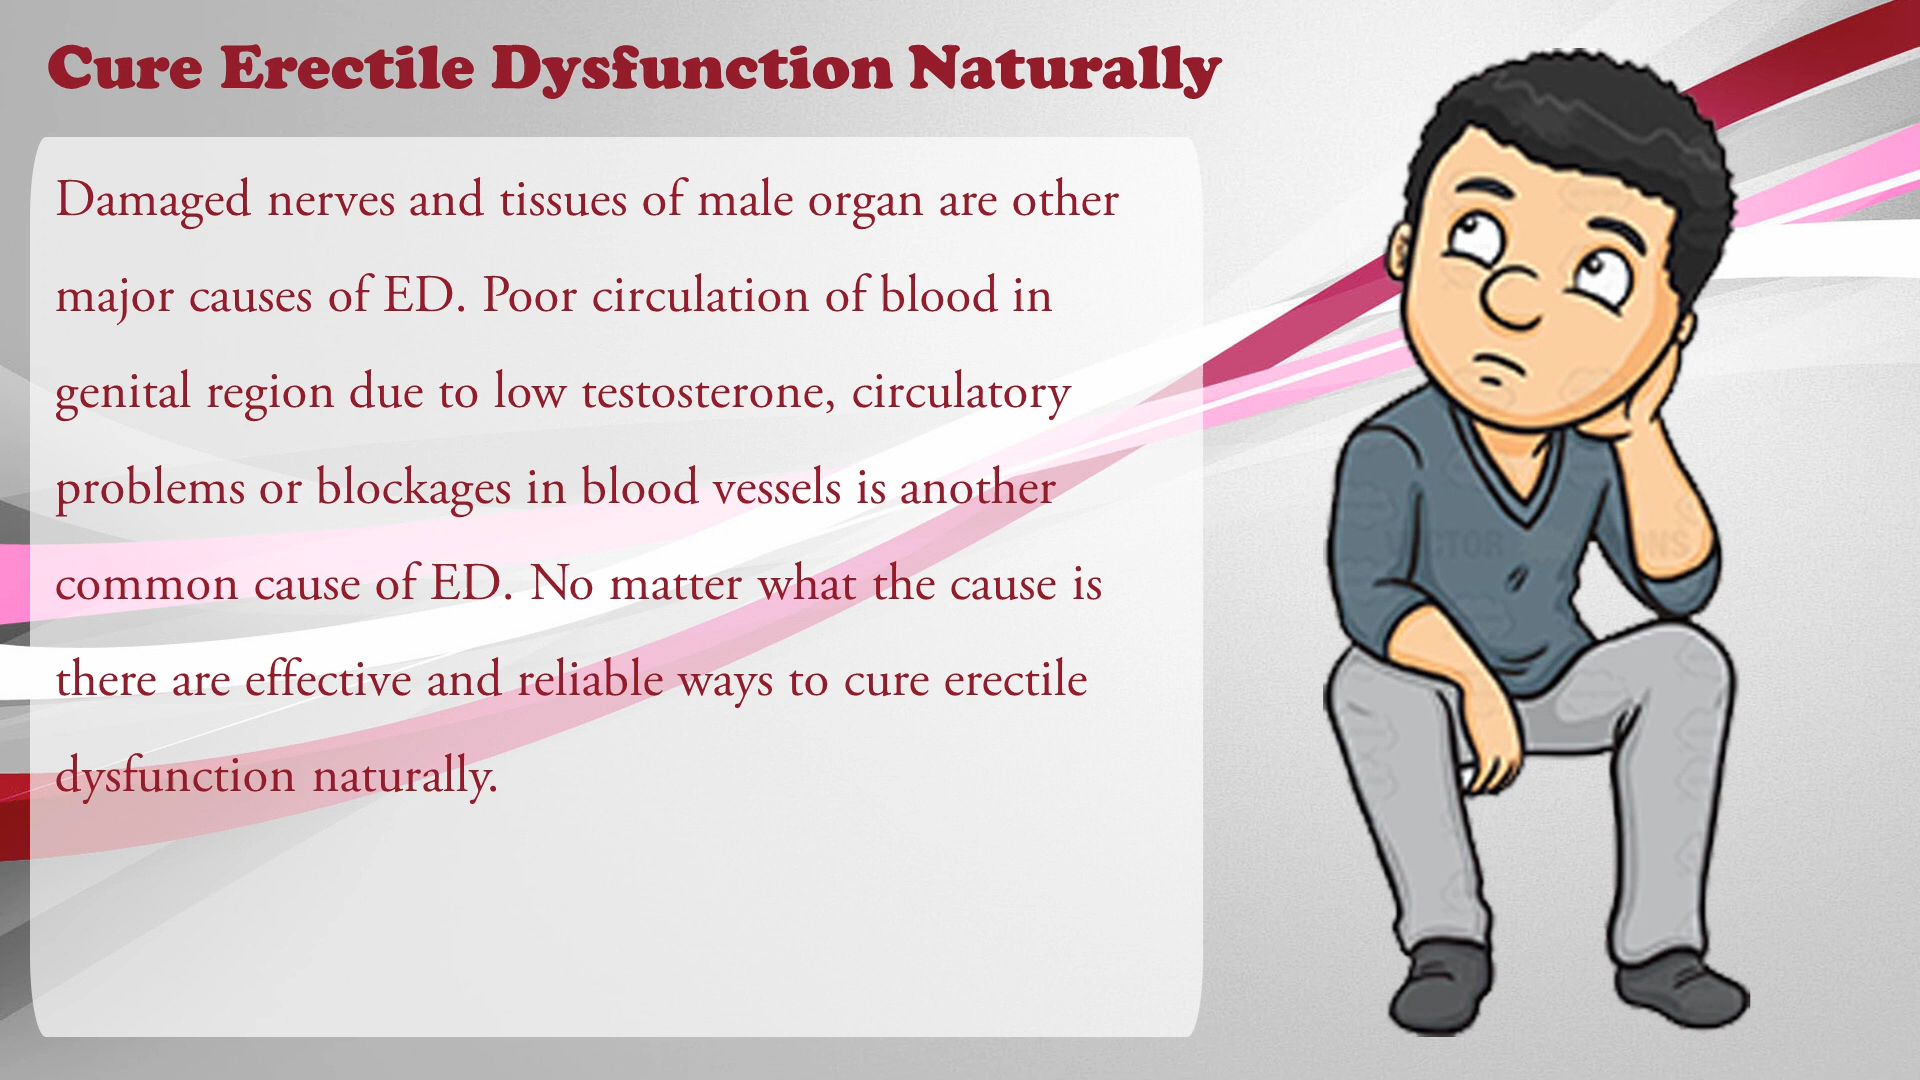 Cure Erectile Dysfunction Naturally
Damaged nerves and tissues of male organ are other
major causes of ED. Poor circulation of blood in
genital region due to low testosterone, circulatory
problems or blockages in blood vessels is another
common cause of ED. No matter what the cause is
there are effective and reliable ways to cure erectile
dysfunction naturally.